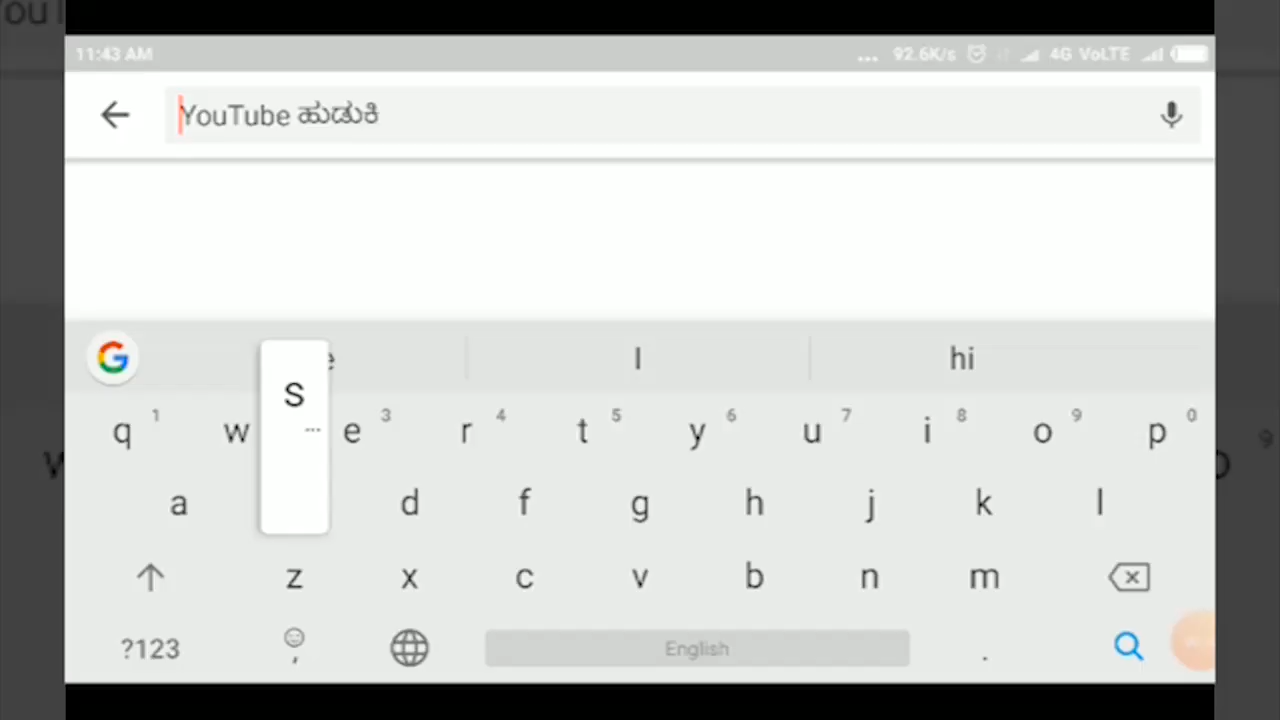 11:43 AM ... 92.6K/s 4G VoLTE
YouTube ಹುಡುಕಿ
I hi
q 1 w e 3 r 4 t 5 y 6 u 7 i 8 o 9 p 0
S
a d f g h j k l
z x c v b n m
?123 , English .